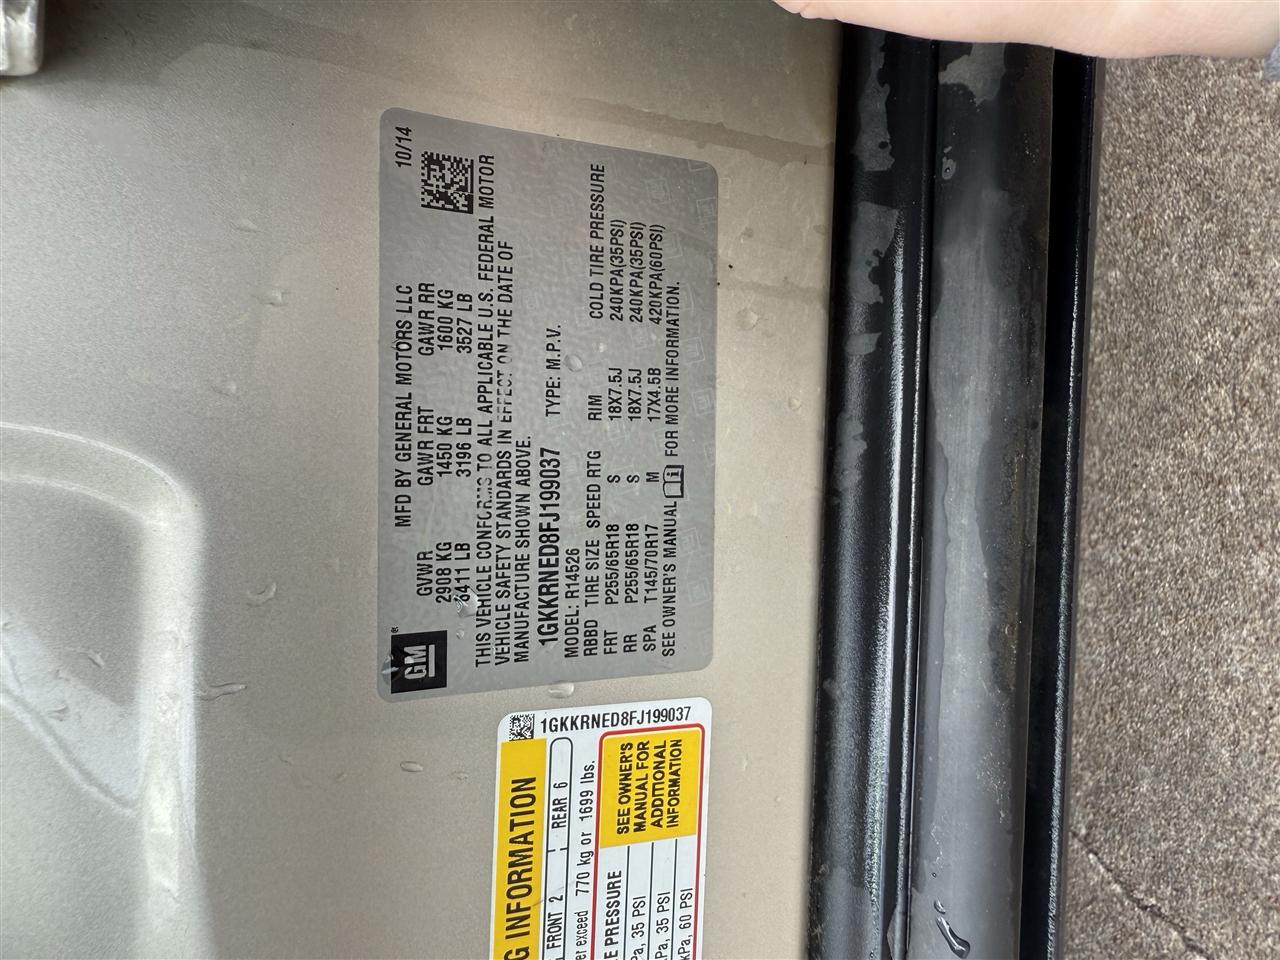 MFD BY GENERAL MOTORS LLC 10/14
GVWR GAWR FRT GAWR RR
2908 KG 1450 KG 1600 KG
6411 LB 3196 LB 3527 LB
GM®
THIS VEHICLE CONFORMS TO ALL APPLICABLE U.S. FEDERAL MOTOR
VEHICLE SAFETY STANDARDS IN EFFECT ON THE DATE OF
MANUFACTURE SHOWN ABOVE.
1GKKRNED8FJ199037 TYPE: M.P.V.
MODEL: R14526
RBBD TIRE SIZE SPEED RTG RIM COLD TIRE PRESSURE
FRT P255/65R18 S 18X7.5J 240KPA(35PSI)
RR P255/65R18 S 18X7.5J 240KPA(35PSI)
SPA T145/70R17 M 17X4.5B 420KPA(60PSI)
SEE OWNER'S MANUAL FOR MORE INFORMATION.
G INFORMATION
1GKKRNED8FJ199037
FRONT 2 REAR 6
er exceed 770 kg or 1699 lbs.
E PRESSURE
Pa, 35 PSI
kPa, 35 PSI
kPa, 60 PSI
SEE OWNER'S
MANUAL FOR
ADDITIONAL
INFORMATION